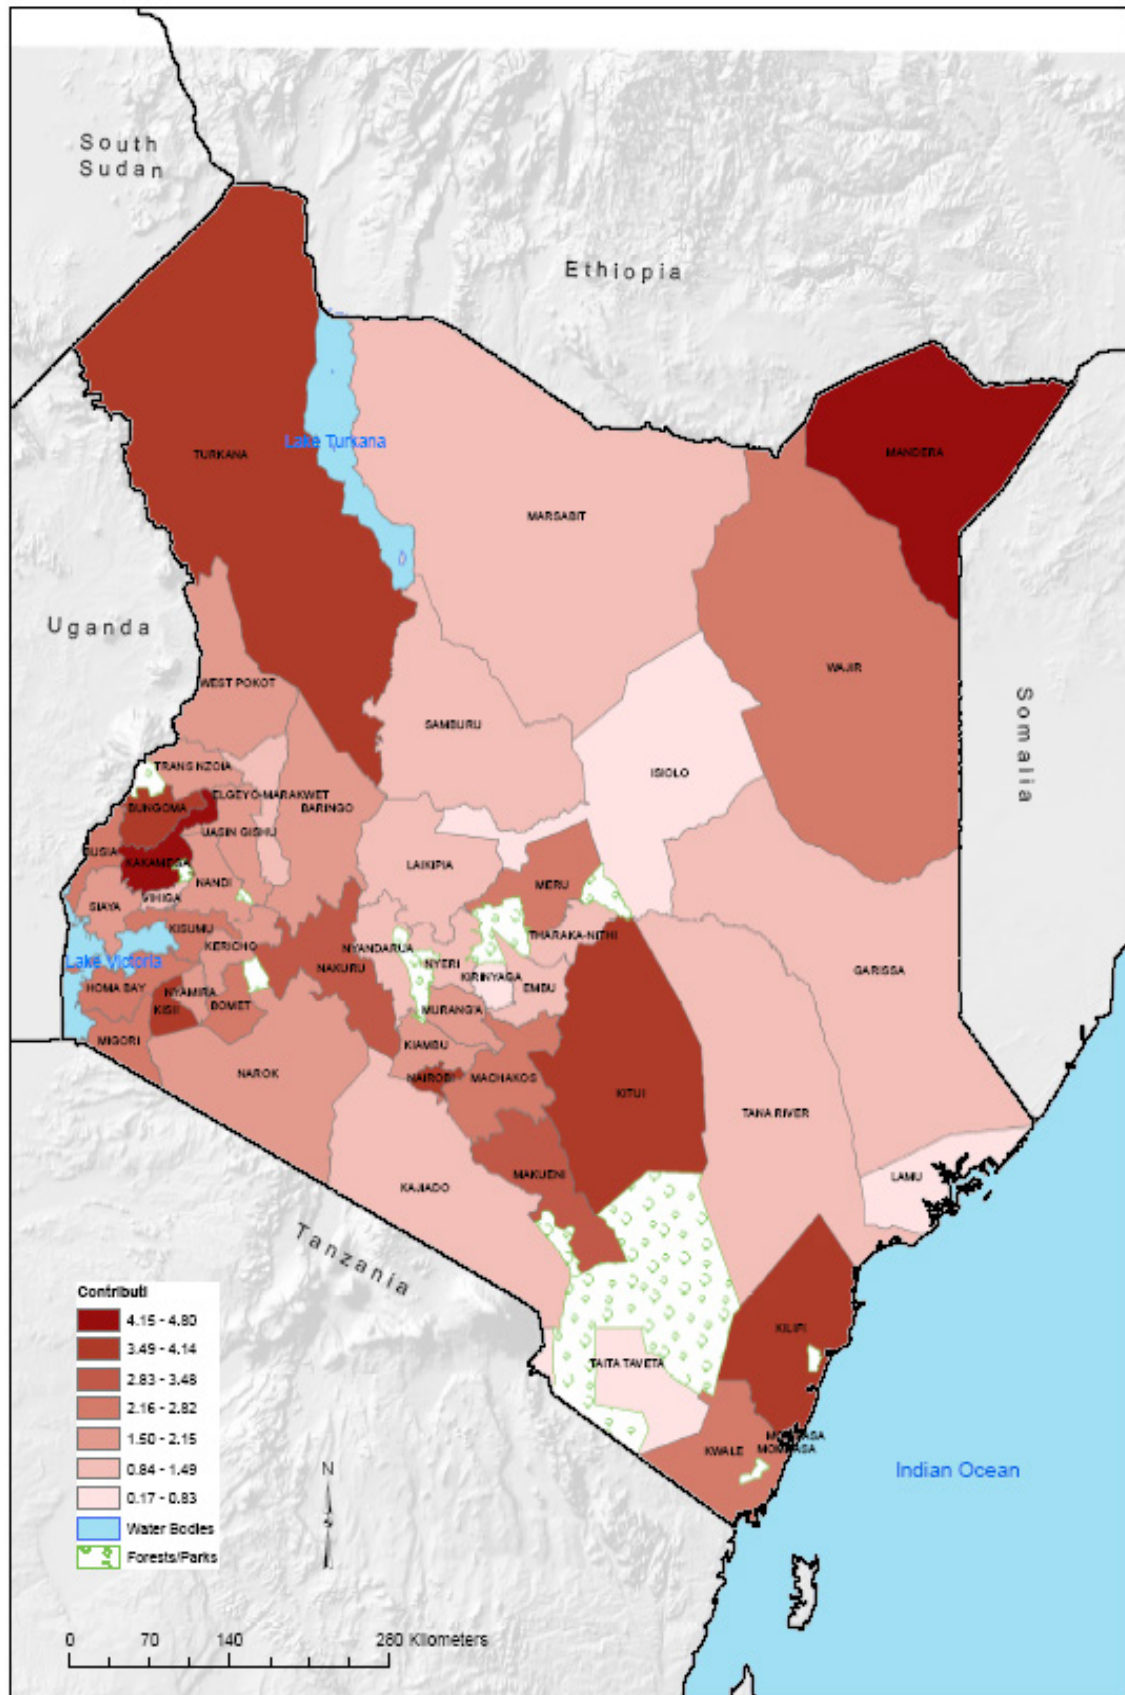 South
Sudan
Ethiopia
Lake Turkana
TURKANA
MANDERA
MARSABIT
Uganda
WAJIR
WEST POKOT
Somalia
SAMBURU
ISIOLO
TRANS NZOIA
ELGEYO-MARAKWET
BUNGOMA
BARINGO
UASIN GISHU
BUSIA
KAKAMEGA
LAIKIPIA
NANDI
MERU
VIHIGA
SIAYA
KISUMU
THARAKA-NITHI
KERICHO
NYANDARUA
Lake Victoria
NYERI
NAKURU
GARISSA
KIRINYAGA
HOMA BAY
NYAMIRA
EMBU
BOMET
KISII
MURANG'A
MIGORI
KIAMBU
NAROK
NAIROBI
MACHAKOS
KITUI
TANA RIVER
MAKUENI
LAMU
KAJIADO
Tanzania
KILIFI
TAITA TAVETA
MOMBASA
KWALE
MOMBASA
Indian Ocean
Contributi
4.15 - 4.80
3.49 - 4.14
2.83 - 3.48
2.16 - 2.82
1.50 - 2.15
0.84 - 1.49
0.17 - 0.83
Water Bodies
Forests/Parks
N
0 70 140 280 Kilometers